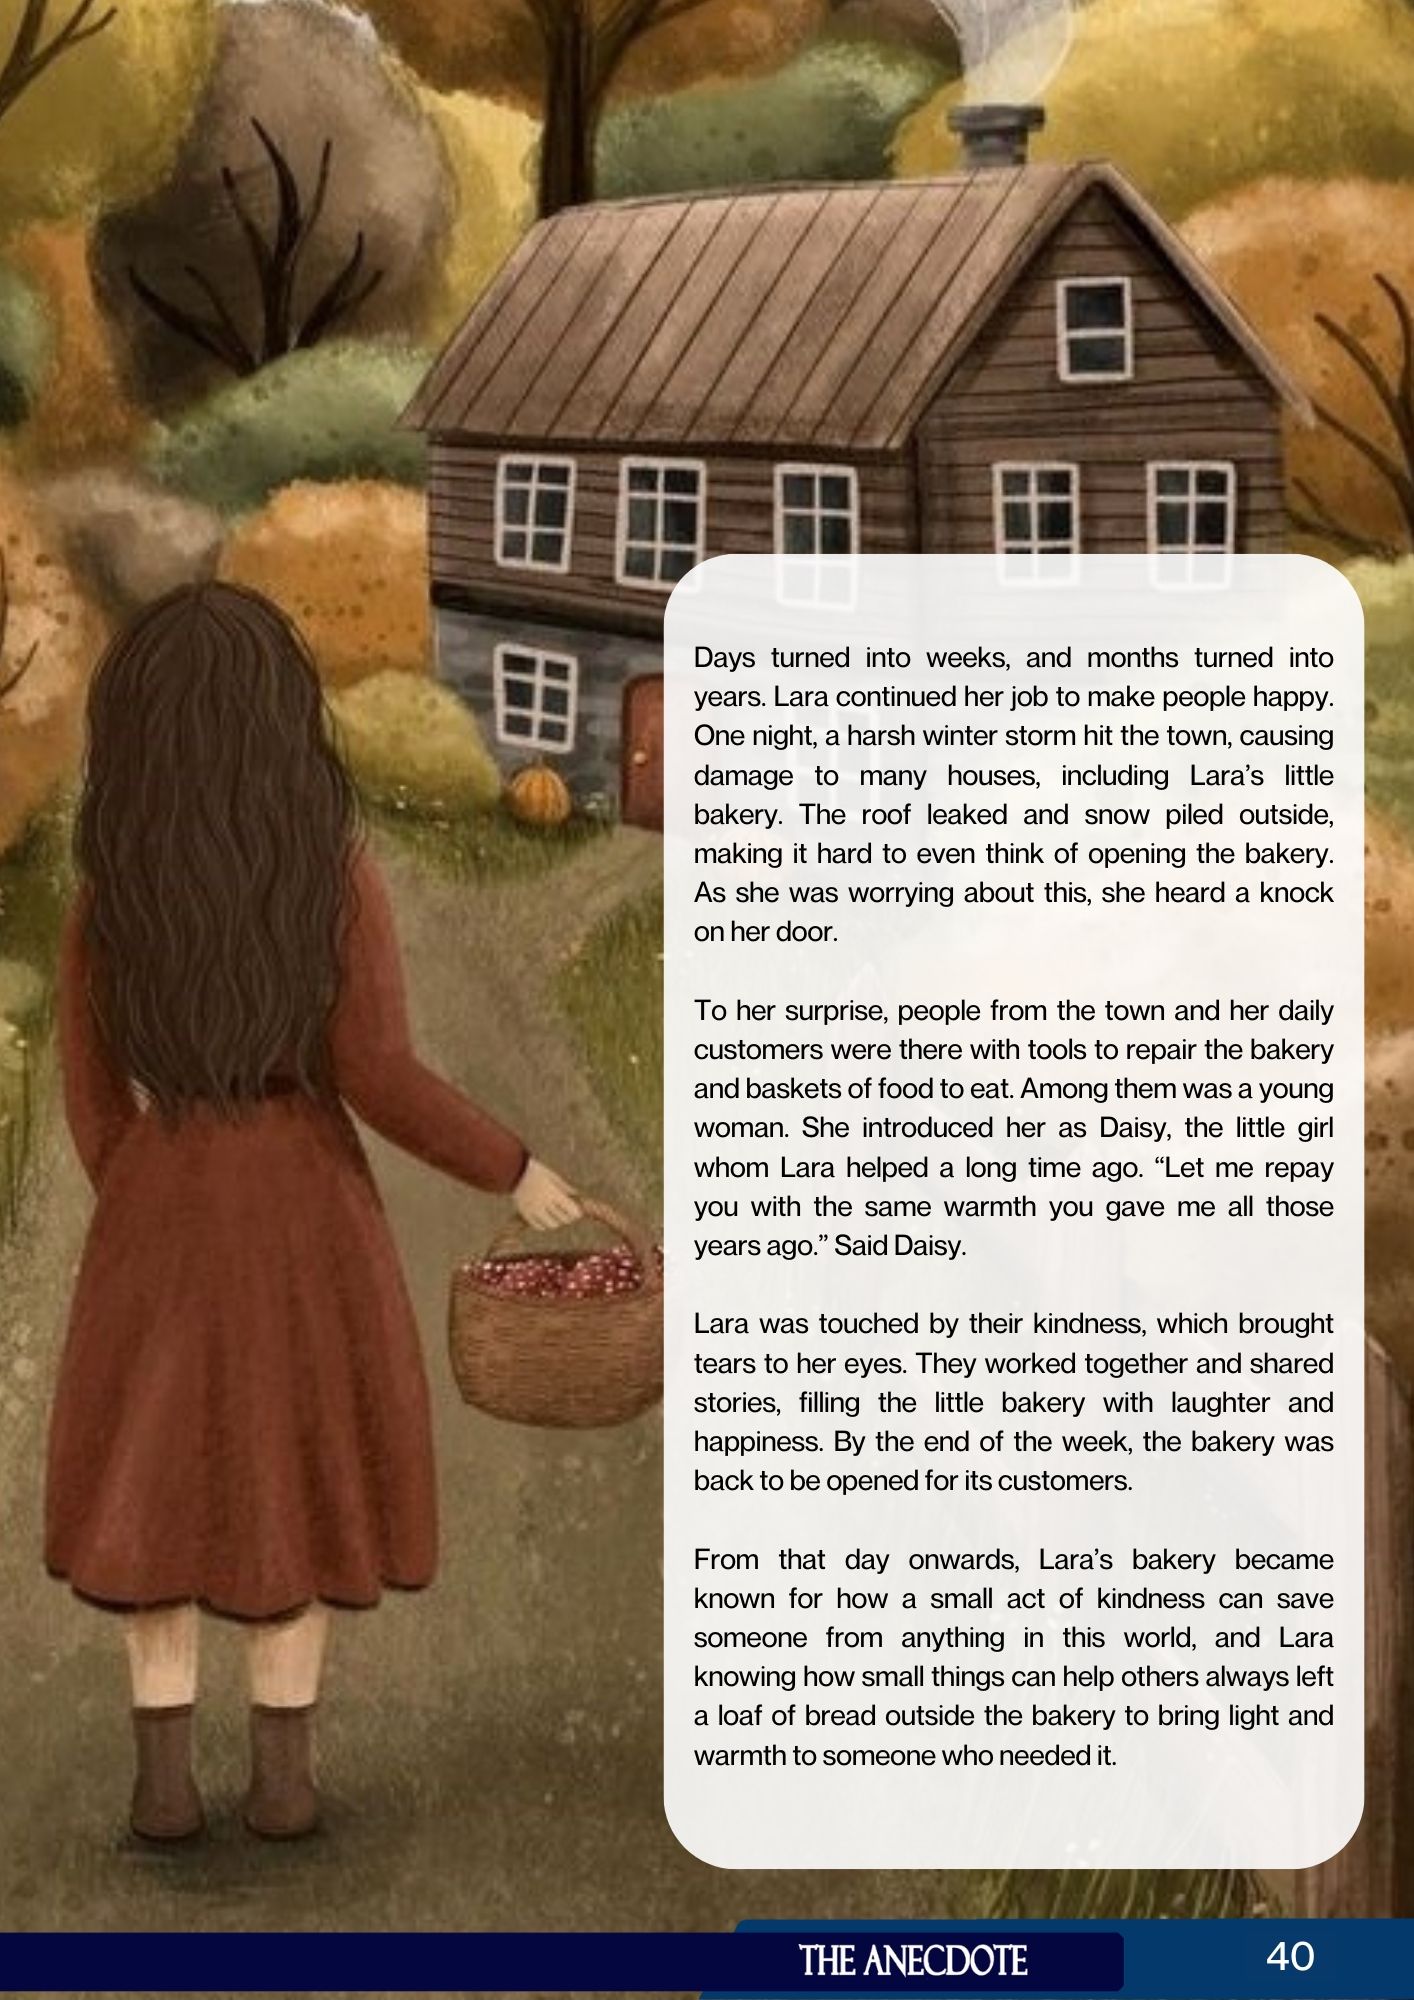 Days turned into weeks, and months turned into
years. Lara continued her job to make people happy.
One night, a harsh winter storm hit the town, causing
damage to many houses, including Lara’s little
bakery. The roof leaked and snow piled outside,
making it hard to even think of opening the bakery.
As she was worrying about this, she heard a knock
on her door.
To her surprise, people from the town and her daily
customers were there with tools to repair the bakery
and baskets of food to eat. Among them was a young
woman. She introduced her as Daisy, the little girl
whom Lara helped a long time ago. “Let me repay
you with the same warmth you gave me all those
years ago.” Said Daisy.
Lara was touched by their kindness, which brought
tears to her eyes. They worked together and shared
stories, filling the little bakery with laughter and
happiness. By the end of the week, the bakery was
back to be opened for its customers.
From that day onwards, Lara’s bakery became
known for how a small act of kindness can save
someone from anything in this world, and Lara
knowing how small things can help others always left
a loaf of bread outside the bakery to bring light and
warmth to someone who needed it.
THE ANECDOTE
40